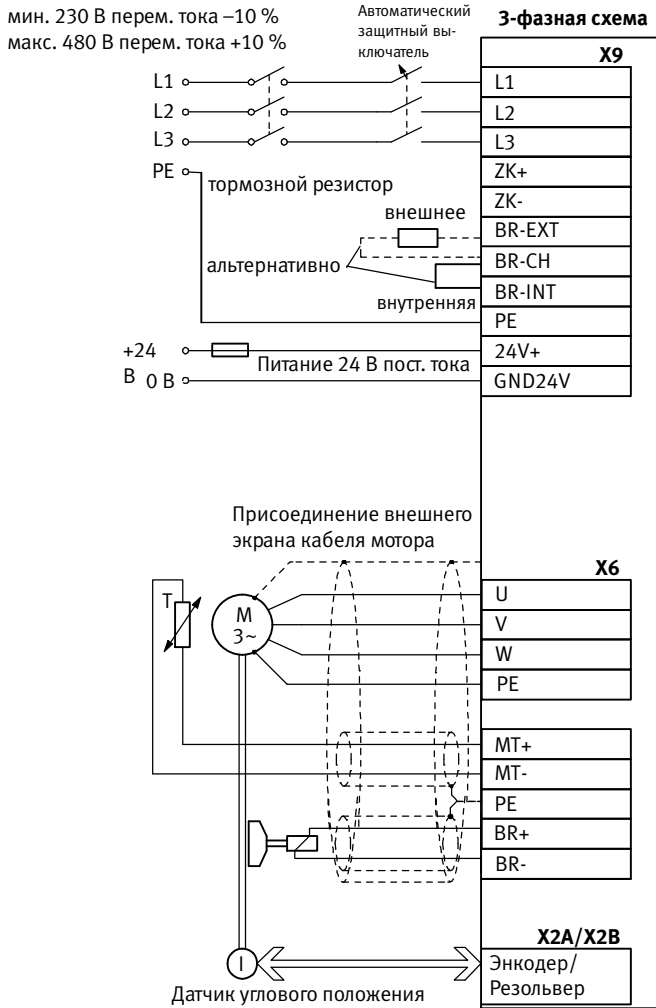 мин. 230 В перем. тока –10 %
макс. 480 В перем. тока +10 %
Автоматический
защитный вы-
ключатель
3-фазная схема
X9
L1
L1
L2
L2
L3
L3
PE
ZK+
тормозной резистор
ZK-
внешнее
BR-EXT
альтернативно
BR-CH
BR-INT
внутренняя
PE
+24
В
0 В
Питание 24 В пост. тока
24V+
GND24V
Присоединение внешнего
экрана кабеля мотора
X6
T
M
3~
U
V
W
PE
MT+
MT-
PE
BR+
BR-
X2A/X2B
I
Энкодер/
Резольвер
Датчик углового положения